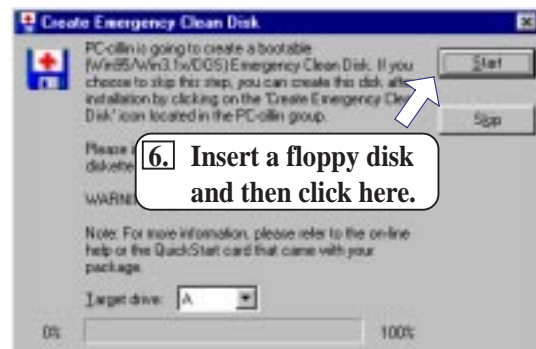 Create Emergency Clean Disk
PC-cillin is going to create a bootable
(Win95/Win3.1x/DOS) Emergency Clean Disk. If you
choose to skip this step, you can create this disk after
installation by clicking on the 'Create Emergency Clean
Disk' icon located in the PC-cillin group.
Start
Skip
Please
diskette
WARNI
6. Insert a floppy disk
and then click here.
Note: For more information, please refer to the on-line
help or the QuickStart card that came with your
package.
Target drive: A
0% 100%